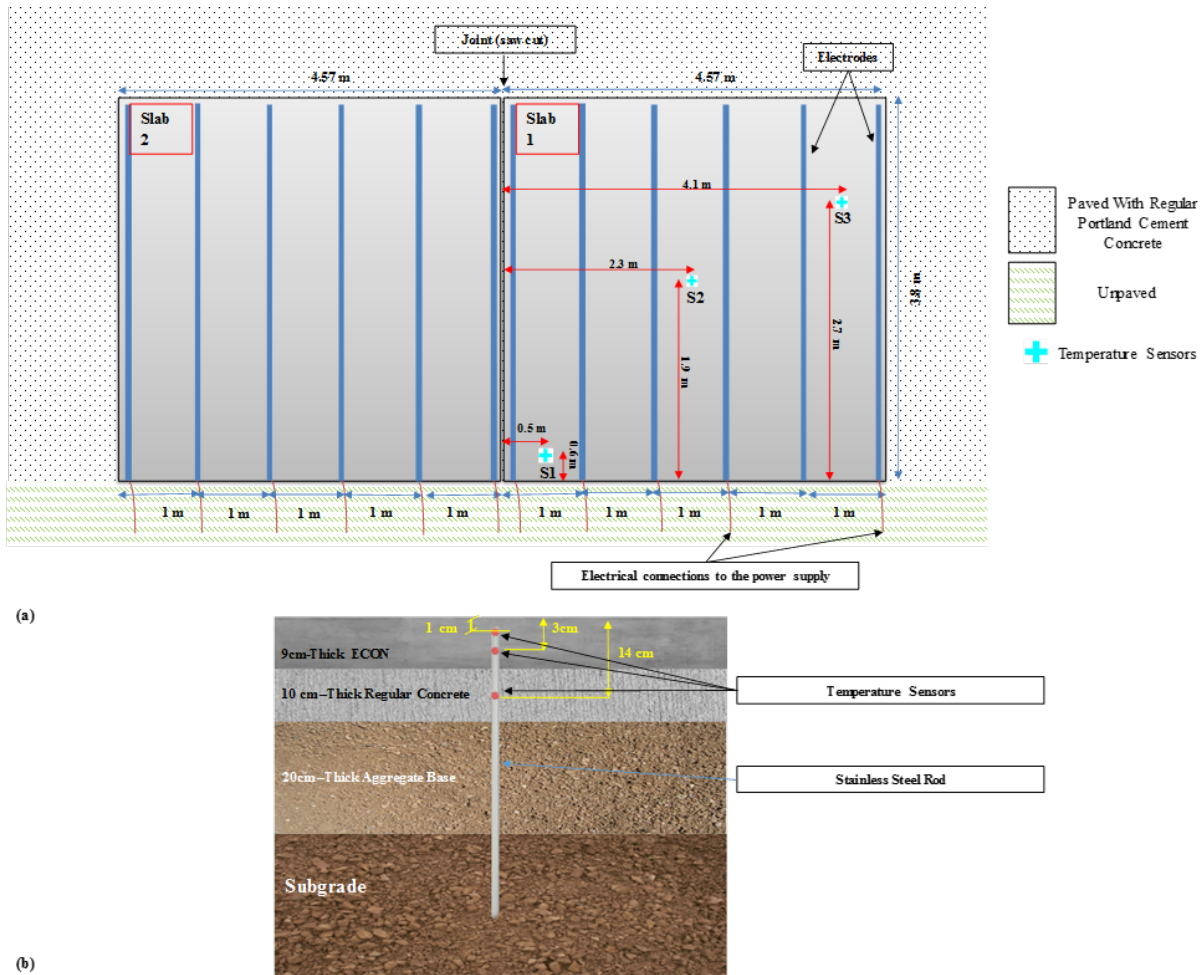 Joint (saw cut)
Electrodes
4.57 m
4.57 m
Slab
2
Slab
1
4.1 m
S3
2.3 m
S2
1.9 m
2.7 m
3.8 m
0.5 m
0.6 m
S1
1 m
1 m
1 m
1 m
1 m
1 m
1 m
1 m
1 m
1 m
Electrical connections to the power supply
Paved With Regular
Portland Cement
Concrete
Unpaved
Temperature Sensors
(a)
1 cm
3cm
14 cm
9cm-Thick ECON
10 cm–Thick Regular Concrete
Temperature Sensors
20cm–Thick Aggregate Base
Stainless Steel Rod
Subgrade
(b)